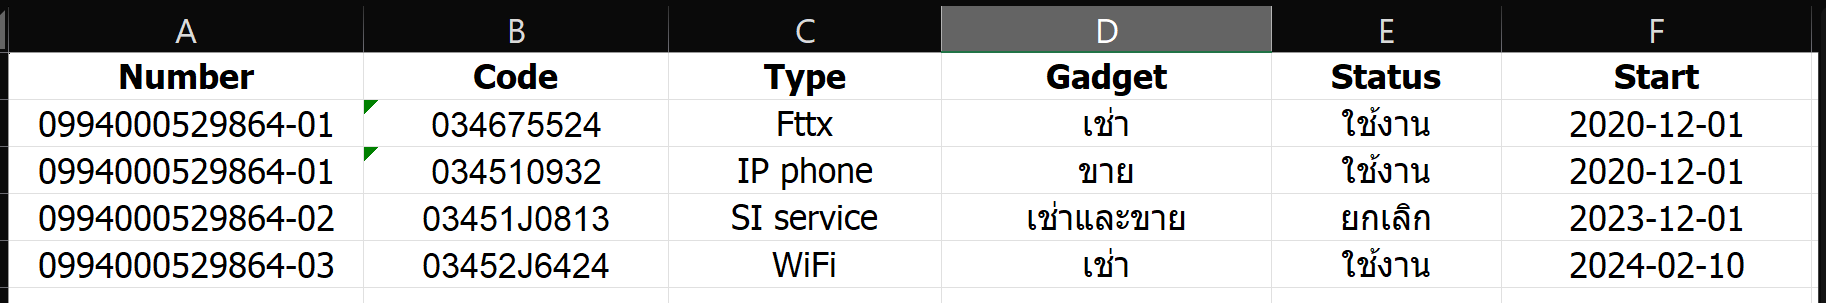 A B C D E F
Number Code Type Gadget Status Start
0994000529864-01 034675524 Fttx เช่า ใช้งาน 2020-12-01
0994000529864-01 034510932 IP phone ขาย ใช้งาน 2020-12-01
0994000529864-02 03451J0813 SI service เช่าและขาย ยกเลิก 2023-12-01
0994000529864-03 03452J6424 WiFi เช่า ใช้งาน 2024-02-10